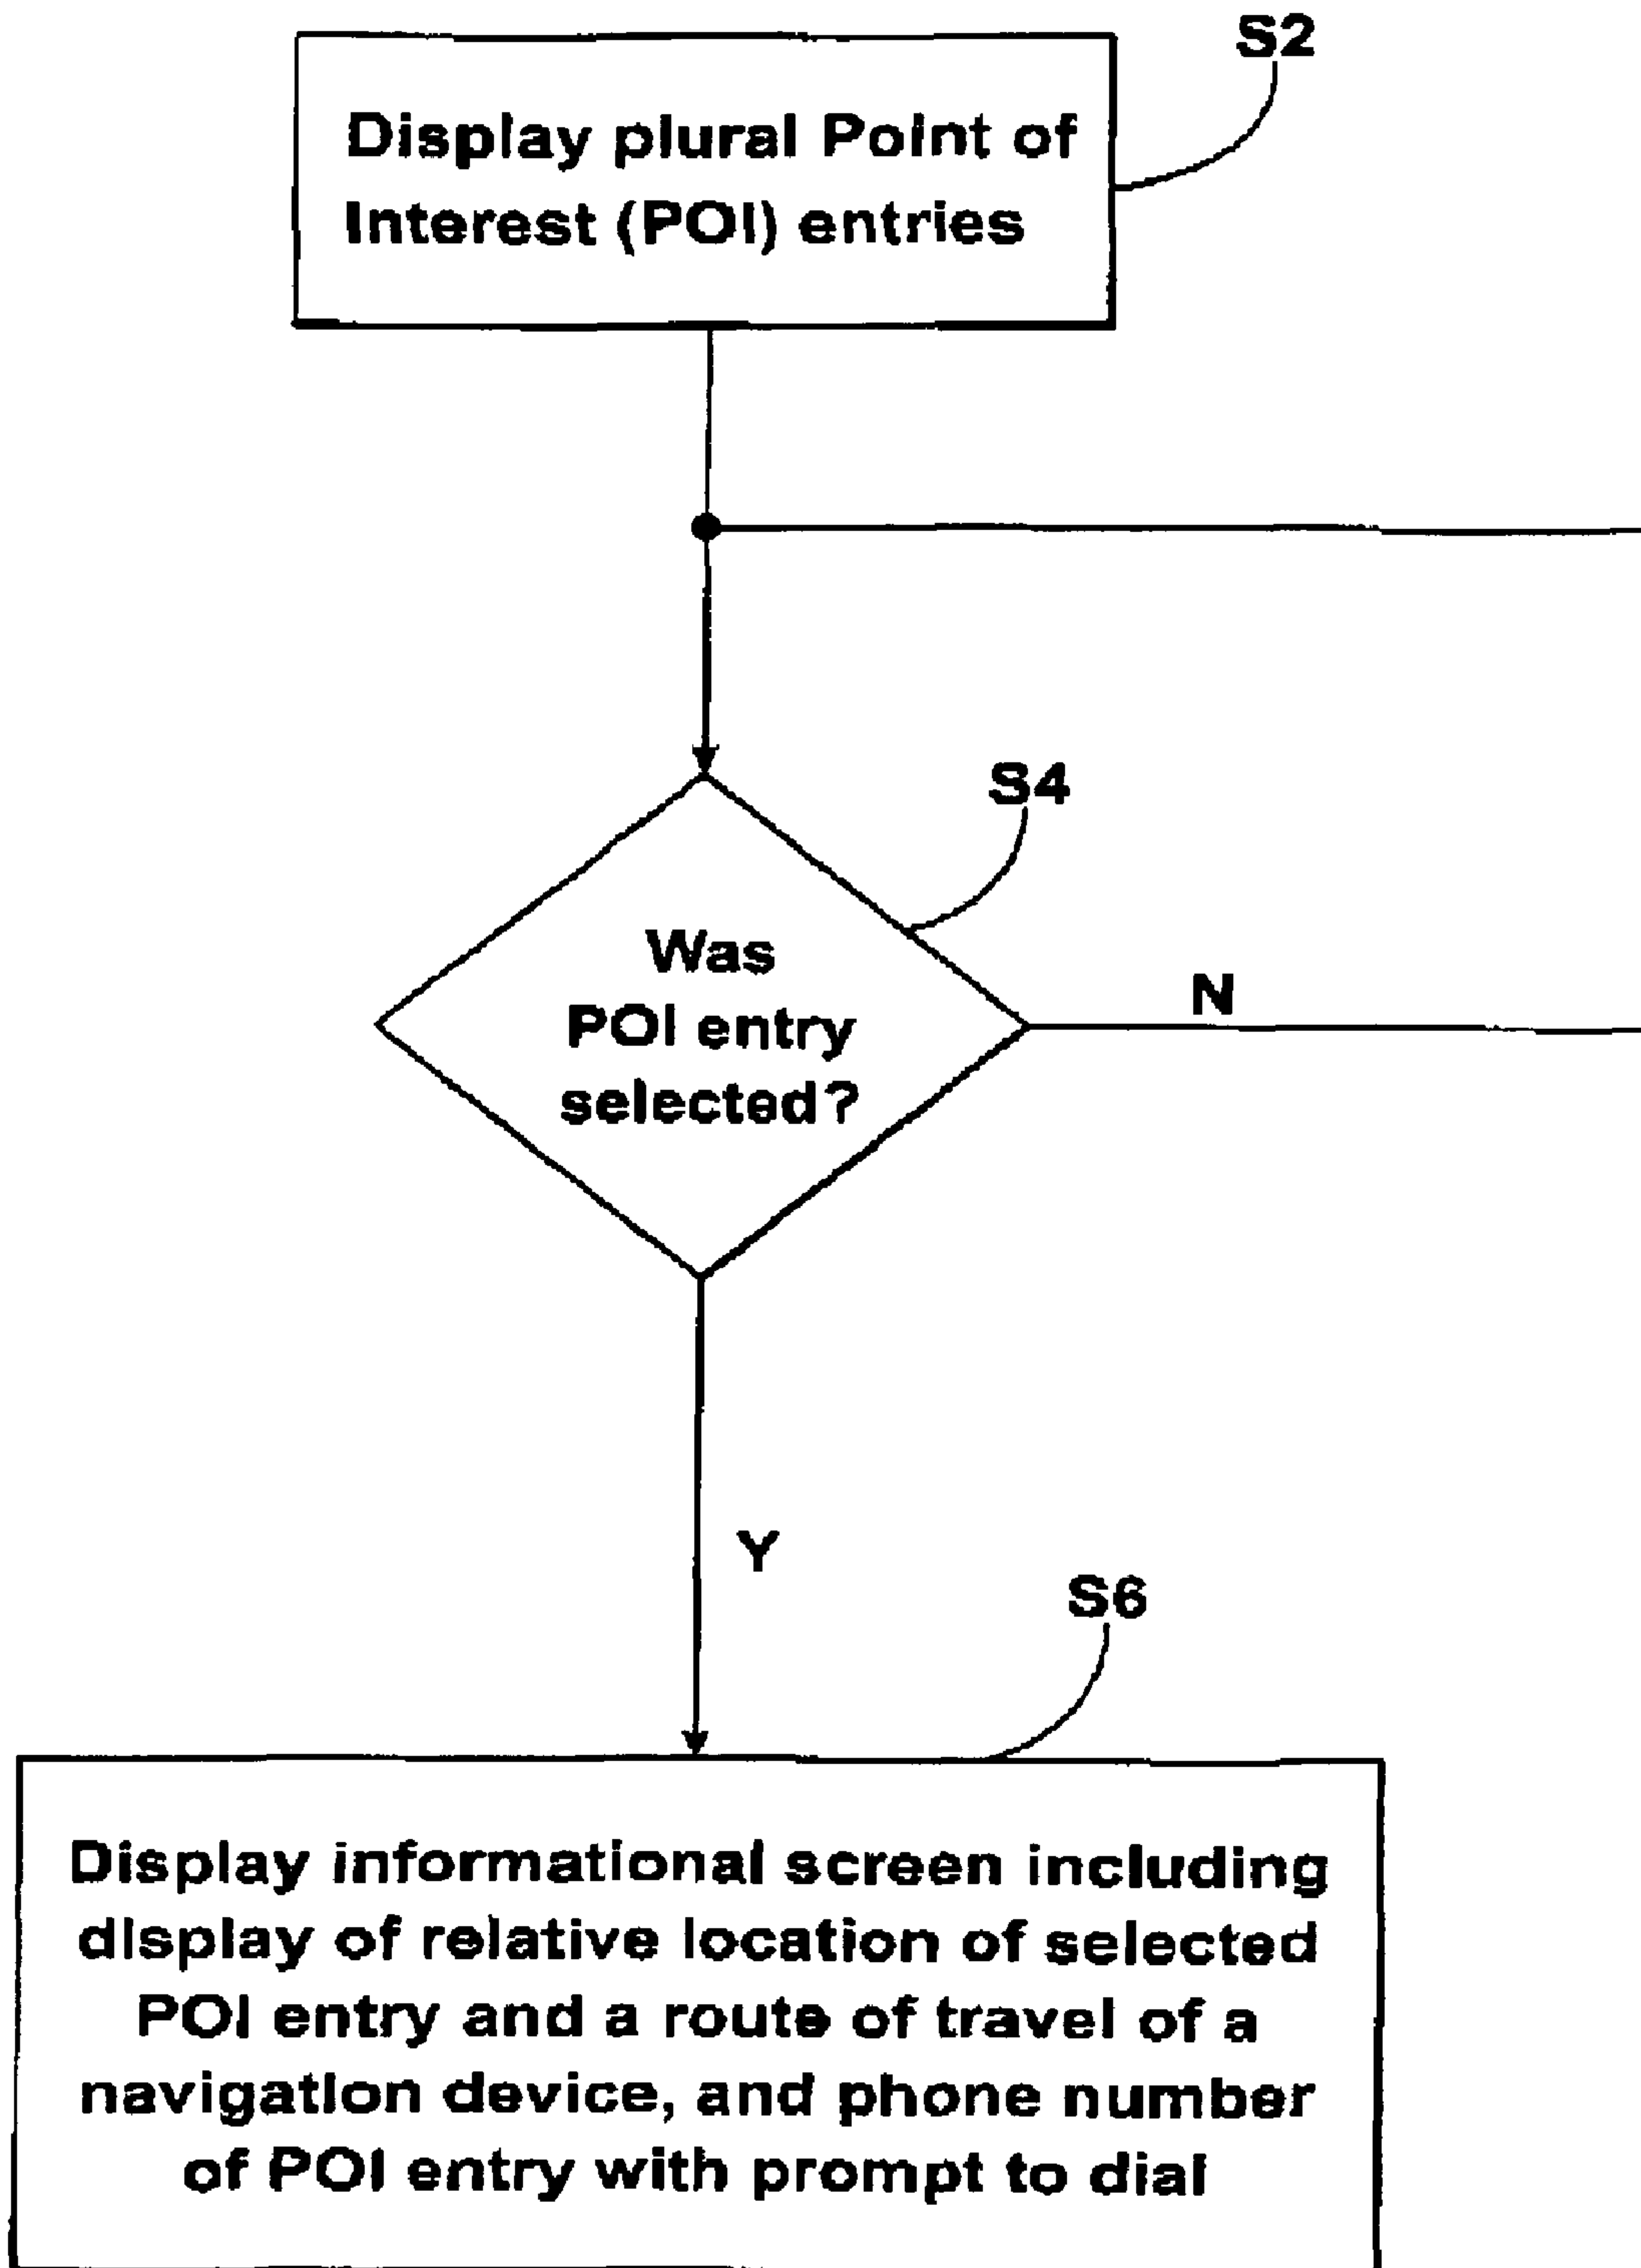 S2
Display plural Point of
Interest (POI) entries
S4
Was
POI entry
selected?
N
Y
S6
Display informational screen including
display of relative location of selected
POI entry and a route of travel of a
navigation device, and phone number
of POI entry with prompt to dial